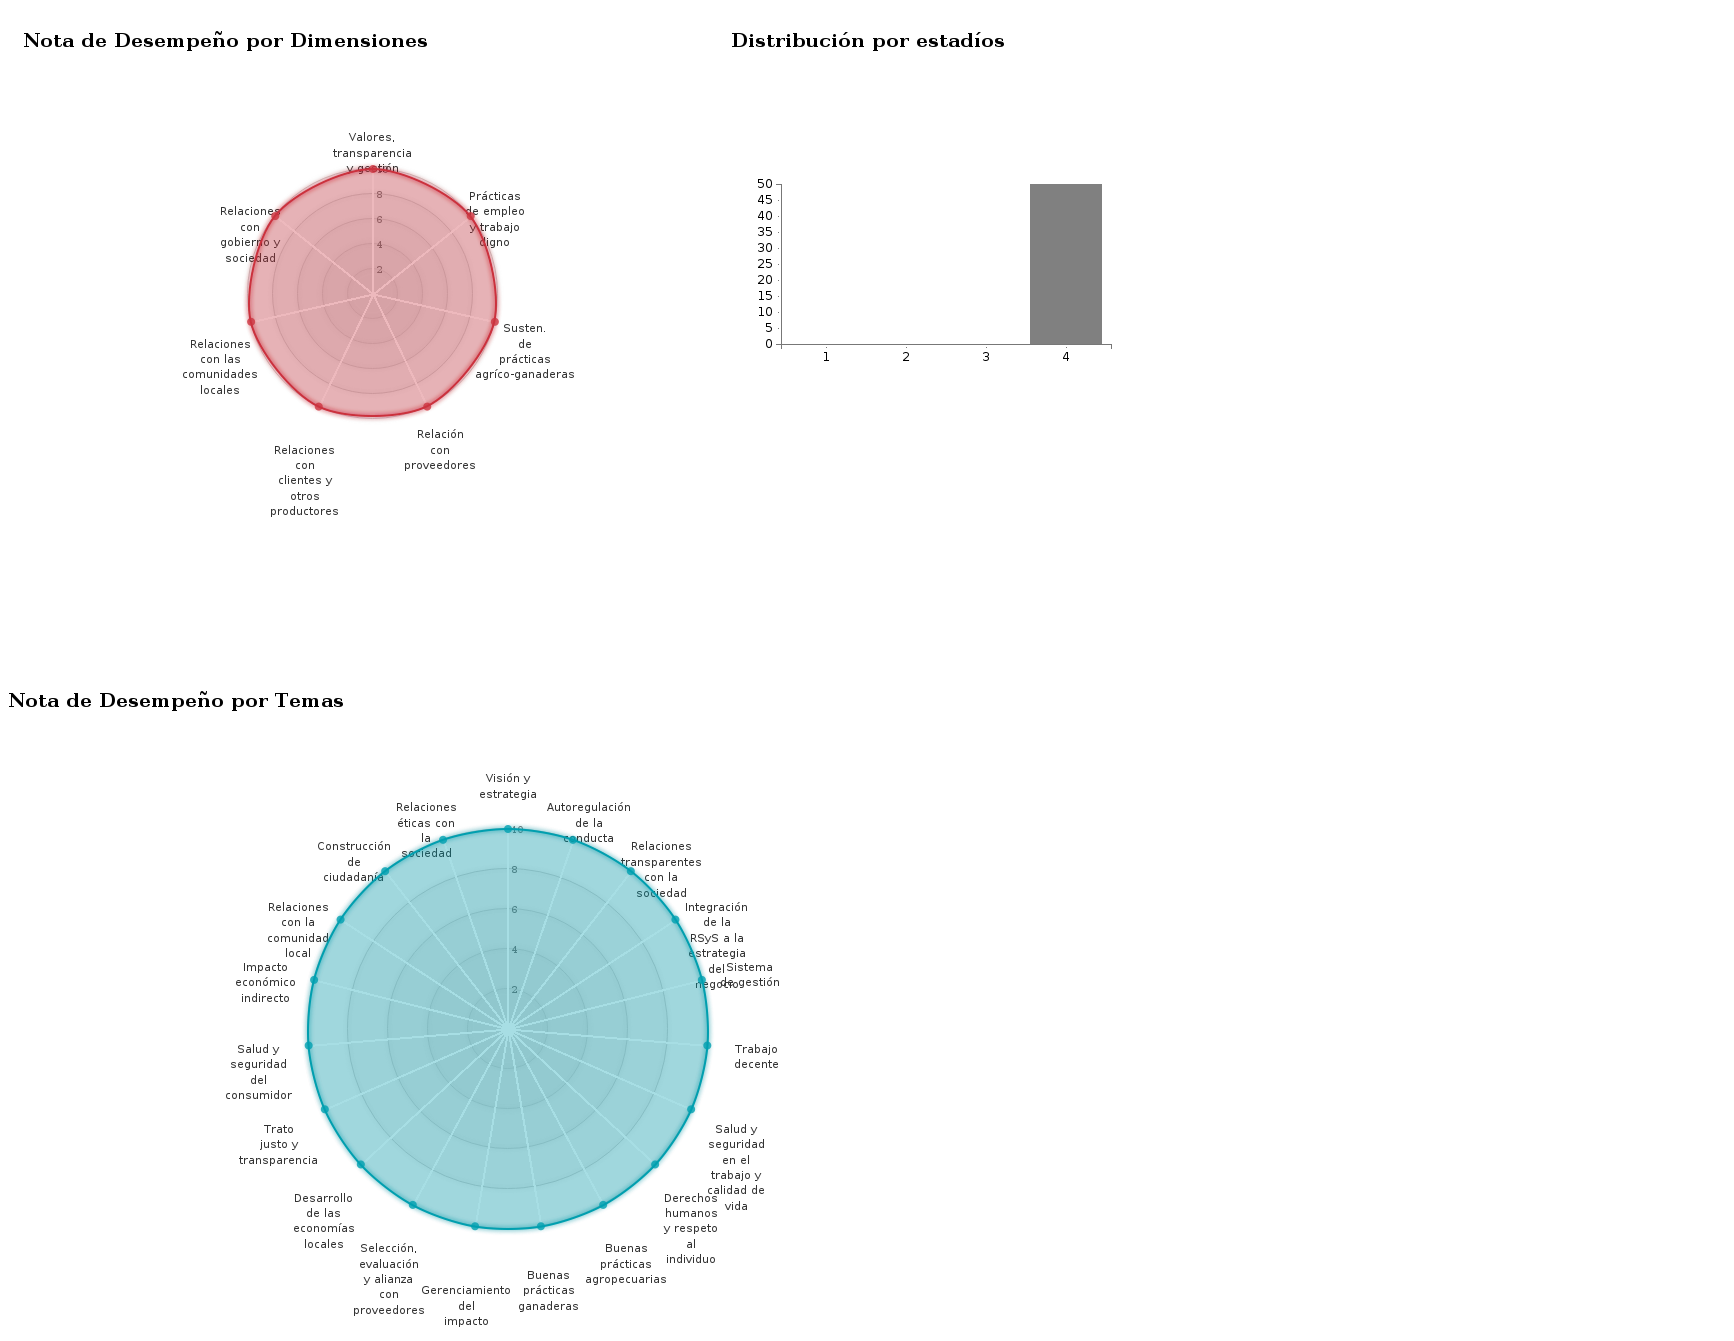 Nota de Desempeño por Dimensiones
Distribución por estadíos
Valores,
transparencia
y gestión
10
8
6
4
2
Prácticas
de empleo
y trabajo
digno
Susten.
de
prácticas
agríco-ganaderas
Relación
con
proveedores
Relaciones
con
clientes y
otros
productores
Relaciones
con las
comunidades
locales
Relaciones
con
gobierno y
sociedad
50
45
40
35
30
25
20
15
10
5
0
1 2 3 4
Nota de Desempeño por Temas
Visión y
estrategia
10
8
6
4
2
Autoregulación
de la
conducta
Relaciones
transparentes
con la
sociedad
Integración
de la
RSyS a la
estrategia
del
negocio
Sistema
de gestión
Trabajo
decente
Salud y
seguridad
en el
trabajo y
calidad de
vida
Derechos
humanos
y respeto
al
individuo
Buenas
prácticas
agropecuarias
Buenas
prácticas
ganaderas
Gerenciamiento
del
impacto
Selección,
evaluación
y alianza
con
proveedores
Desarrollo
de las
economías
locales
Trato
justo y
transparencia
Salud y
seguridad
del
consumidor
Impacto
económico
indirecto
Relaciones
con la
comunidad
local
Construcción
de
ciudadanía
Relaciones
éticas con
la
sociedad